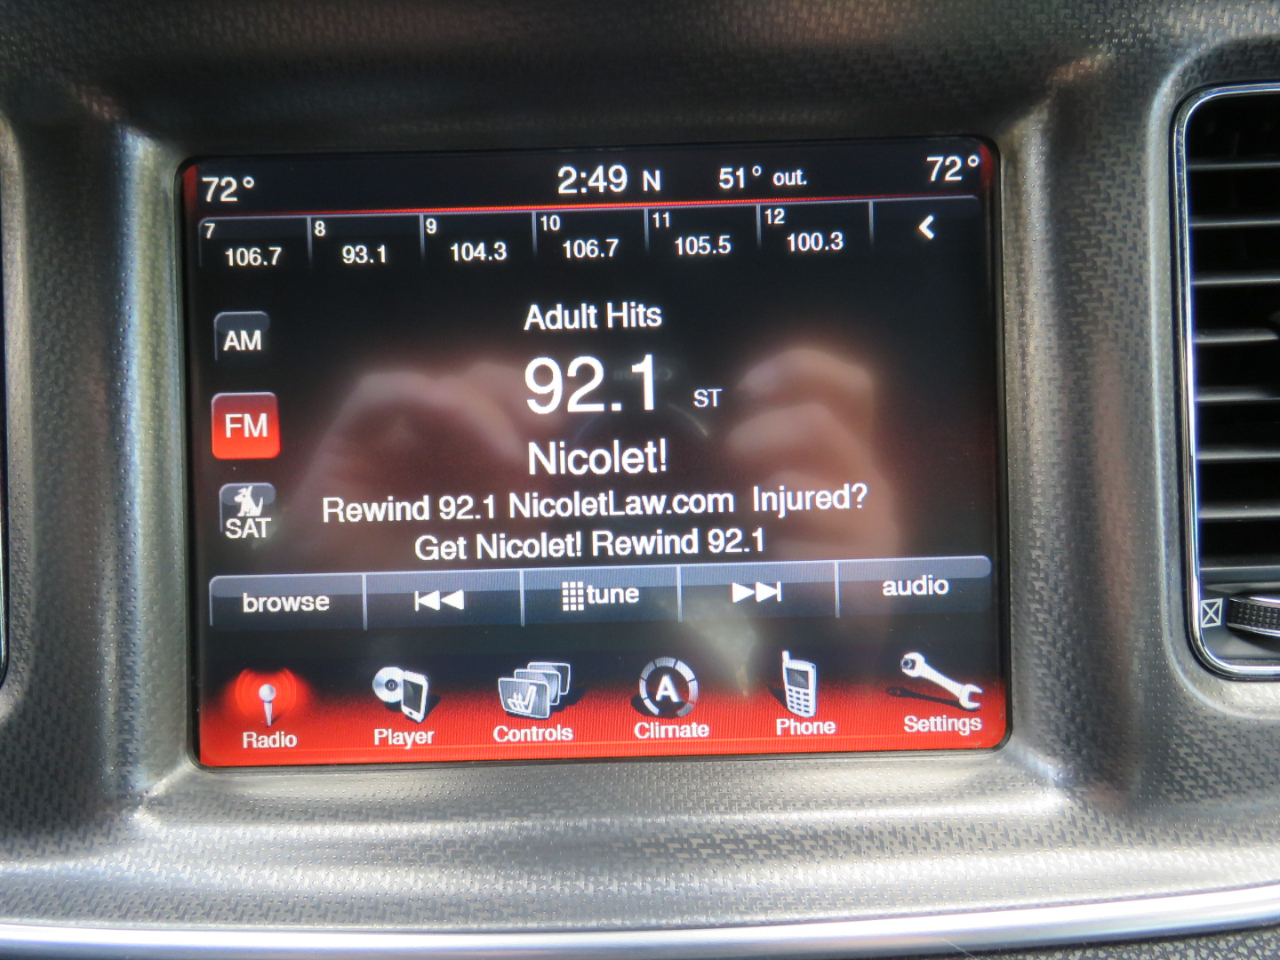 72° 2:49 N 51° out. 72°
7 106.7 8 93.1 9 104.3 10 106.7 11 105.5 12 100.3
Adult Hits
AM
92.1 ST
FM
Nicolet!
Rewind 92.1 NicoletLaw.com Injured?
SAT
Get Nicolet! Rewind 92.1
browse tune audio
A
Radio Player Controls Climate Phone Settings